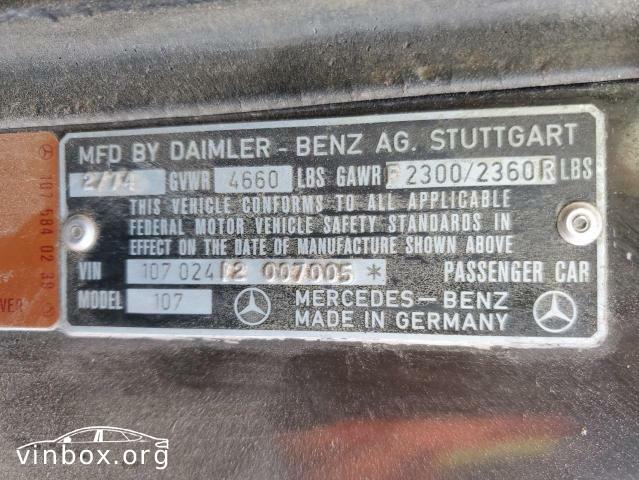 MFD BY DAIMLER - BENZ AG. STUTTGART
2/74 GVWR 4660 LBS GAWR F 2300/2360 R LBS
THIS VEHICLE CONFORMS TO ALL APPLICABLE
FEDERAL MOTOR VEHICLE SAFETY STANDARDS IN
EFFECT ON THE DATE OF MANUFACTURE SHOWN ABOVE
VIN 107 024 12 007005 * PASSENGER CAR
MODEL 107 MERCEDES-BENZ
MADE IN GERMANY
107 584 02 39
vinbox.org